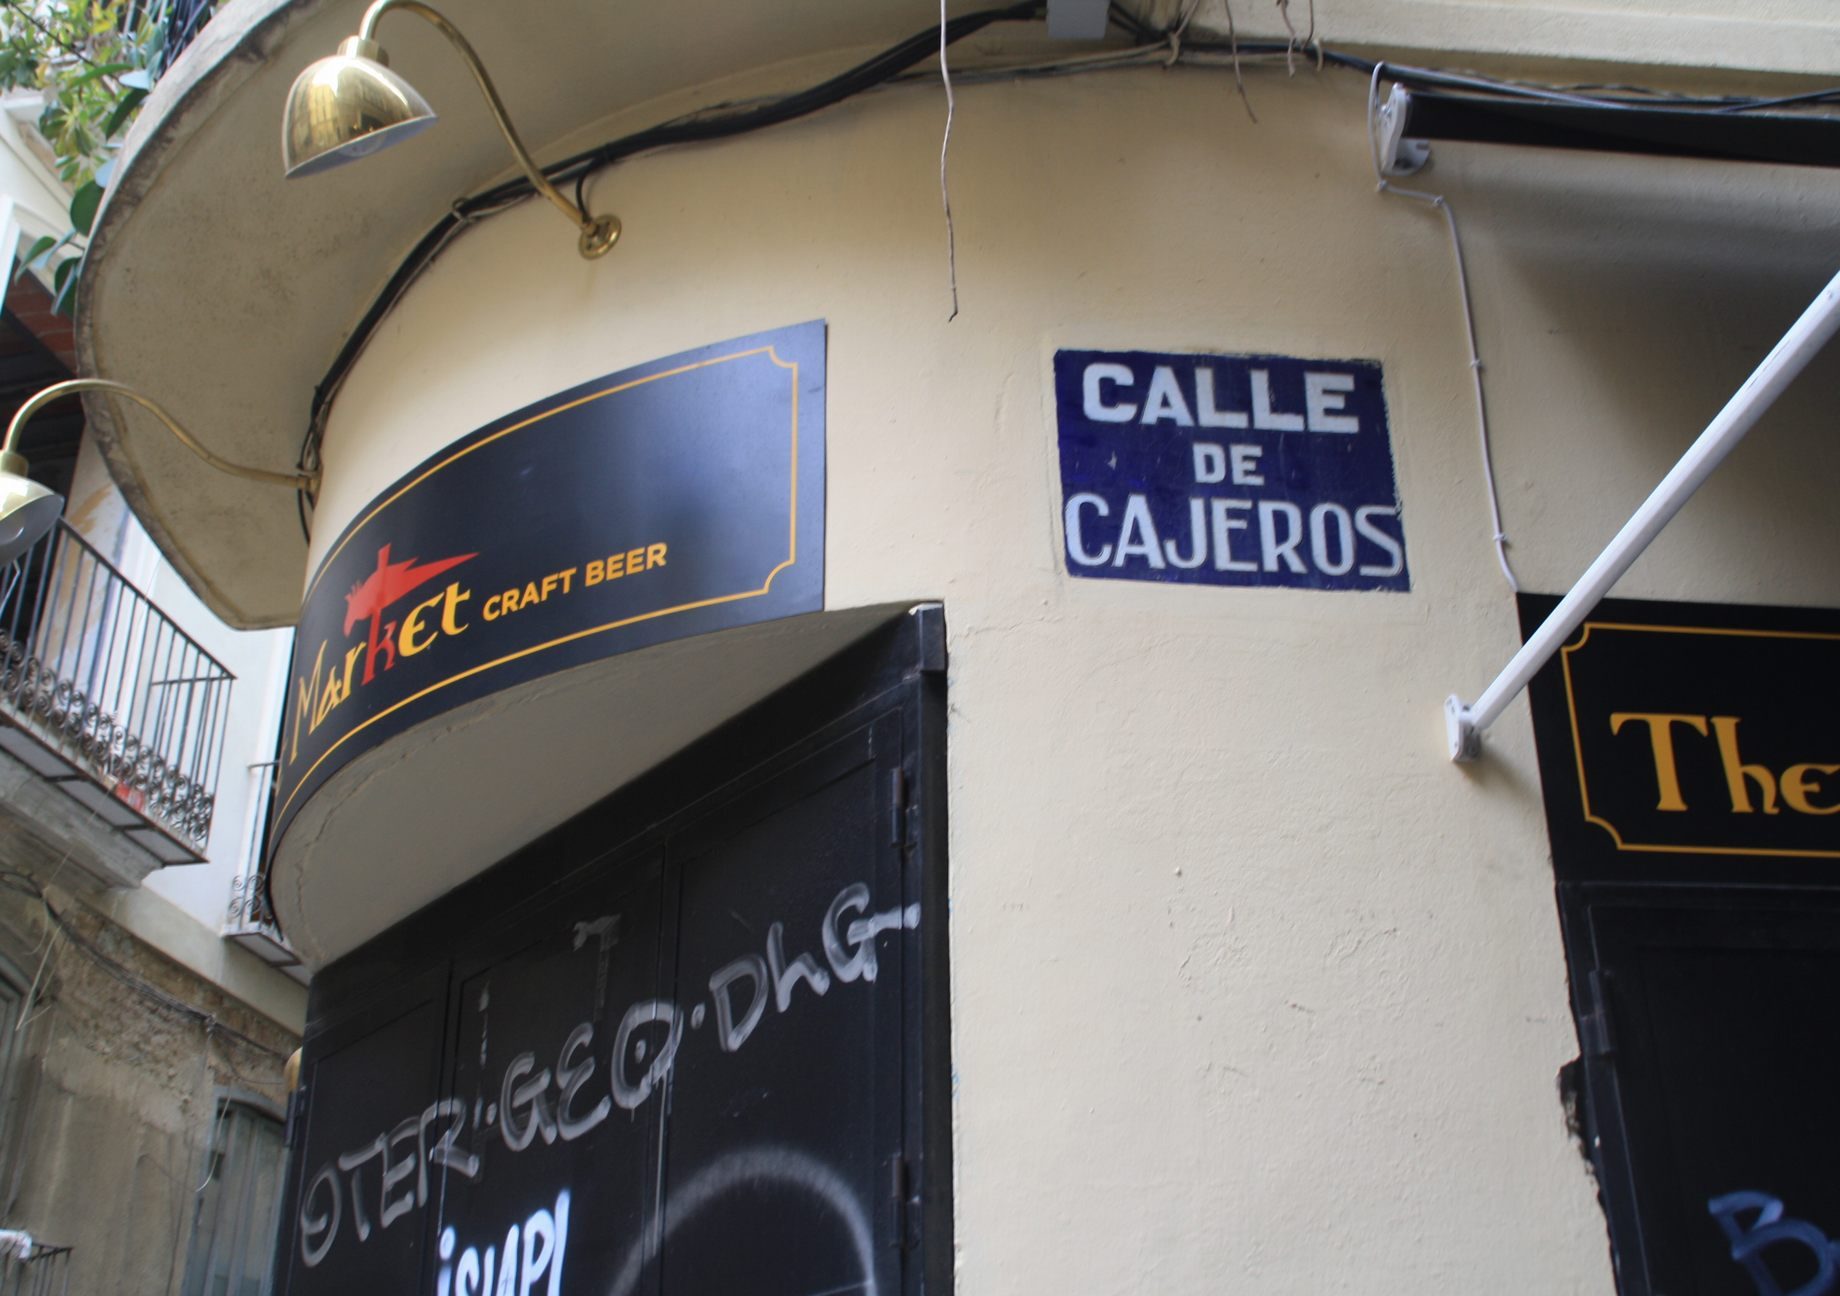 Market CRAFT BEER
CALLE
DE
CAJEROS
The
OTER·GEO·DhG